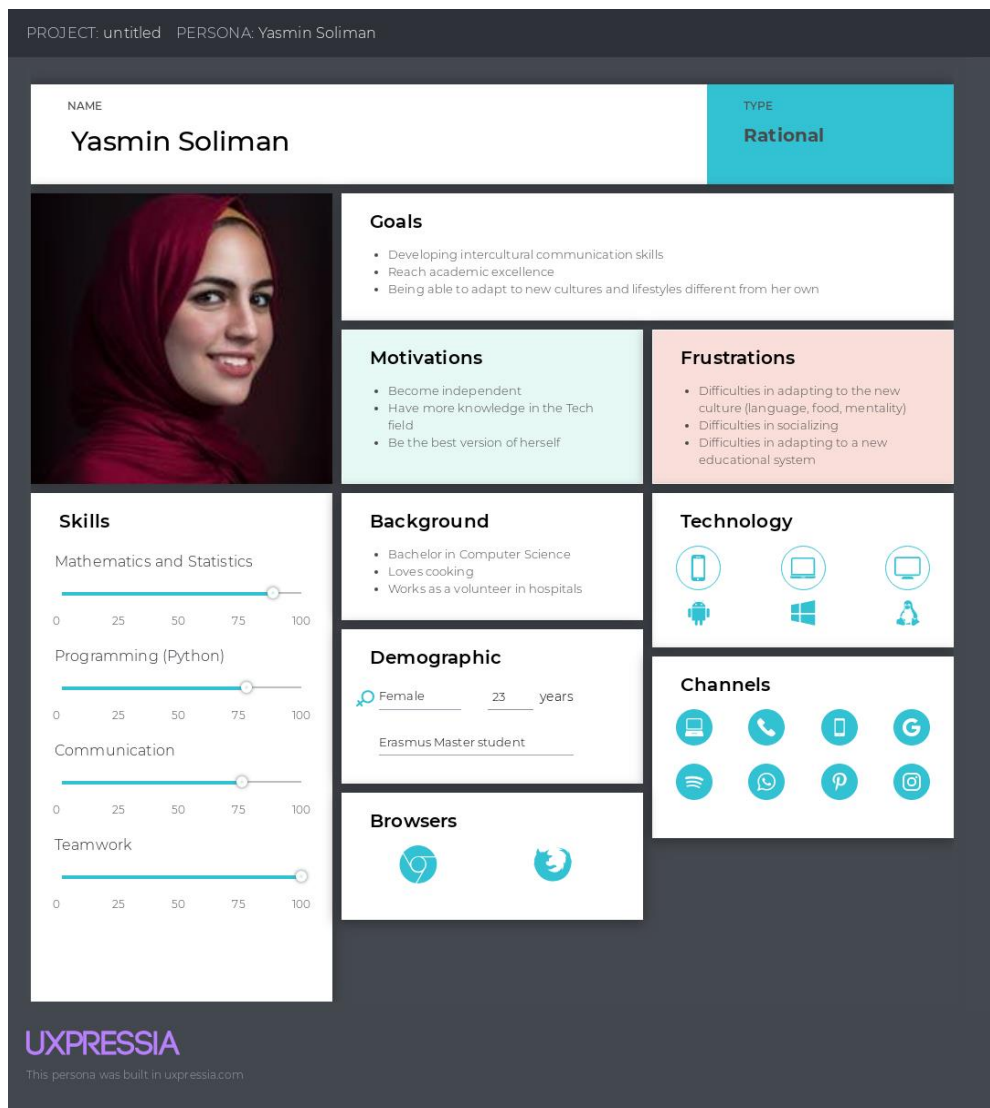 PROJECT: untitled PERSONA: Yasmin Soliman
NAME
Yasmin Soliman
TYPE
Rational
Goals
Developing intercultural communication skills
Reach academic excellence
Being able to adapt to new cultures and lifestyles different from her own
Motivations
Become independent
Have more knowledge in the Tech
field
Be the best version of herself
Frustrations
Difficulties in adapting to the new
culture (language, food, mentality)
Difficulties in socializing
Difficulties in adapting to a new
educational system
Skills
Mathematics and Statistics
0 25 50 75 100
Programming (Python)
0 25 50 75 100
Communication
0 25 50 75 100
Teamwork
0 25 50 75 100
Background
Bachelor in Computer Science
Loves cooking
Works as a volunteer in hospitals
Demographic
Female 23 years
Erasmus Master student
Browsers
Technology
Channels
G
UXPRESSIA
This persona was built in uxpressia.com